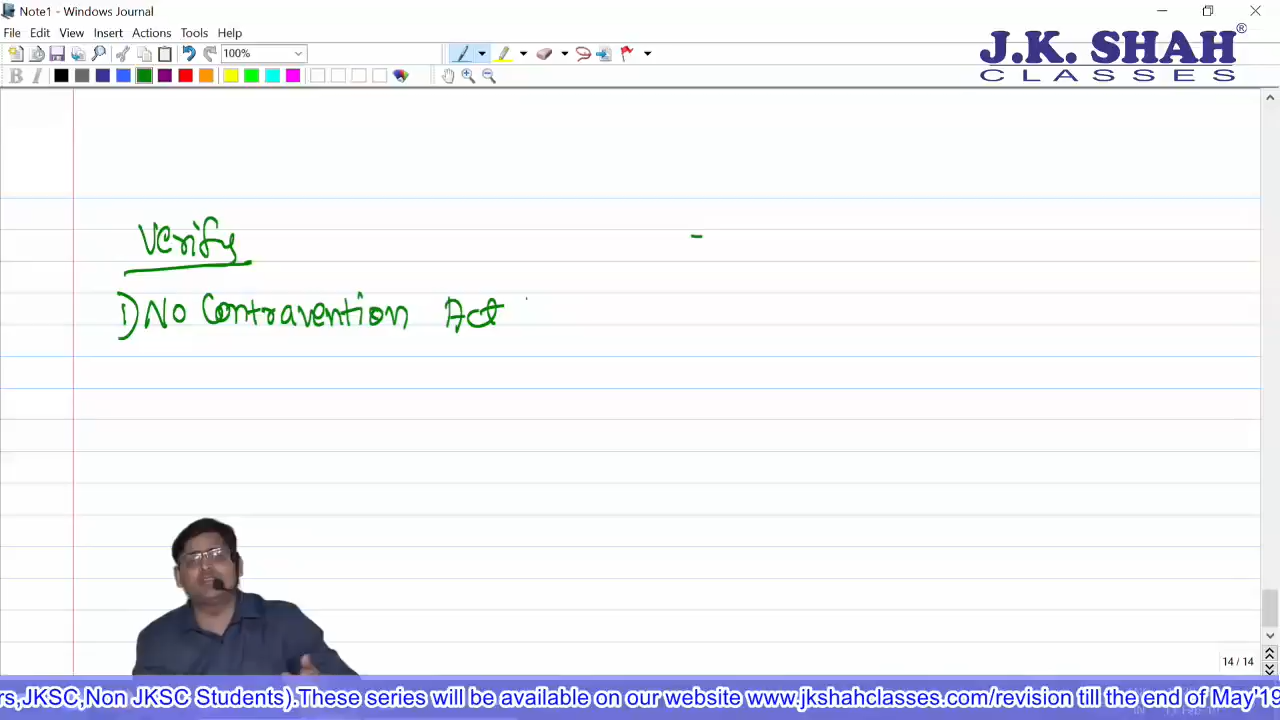 Note1 - Windows Journal
File Edit View Insert Actions Tools Help
100%
B I
J.K. SHAH®
CLASSES
Verify
-
1) No Contravention Act
14 / 14
rs,JKSC,Non JKSC Students).These series will be available on our website www.jkshahclasses.com/revision till the end of May'19